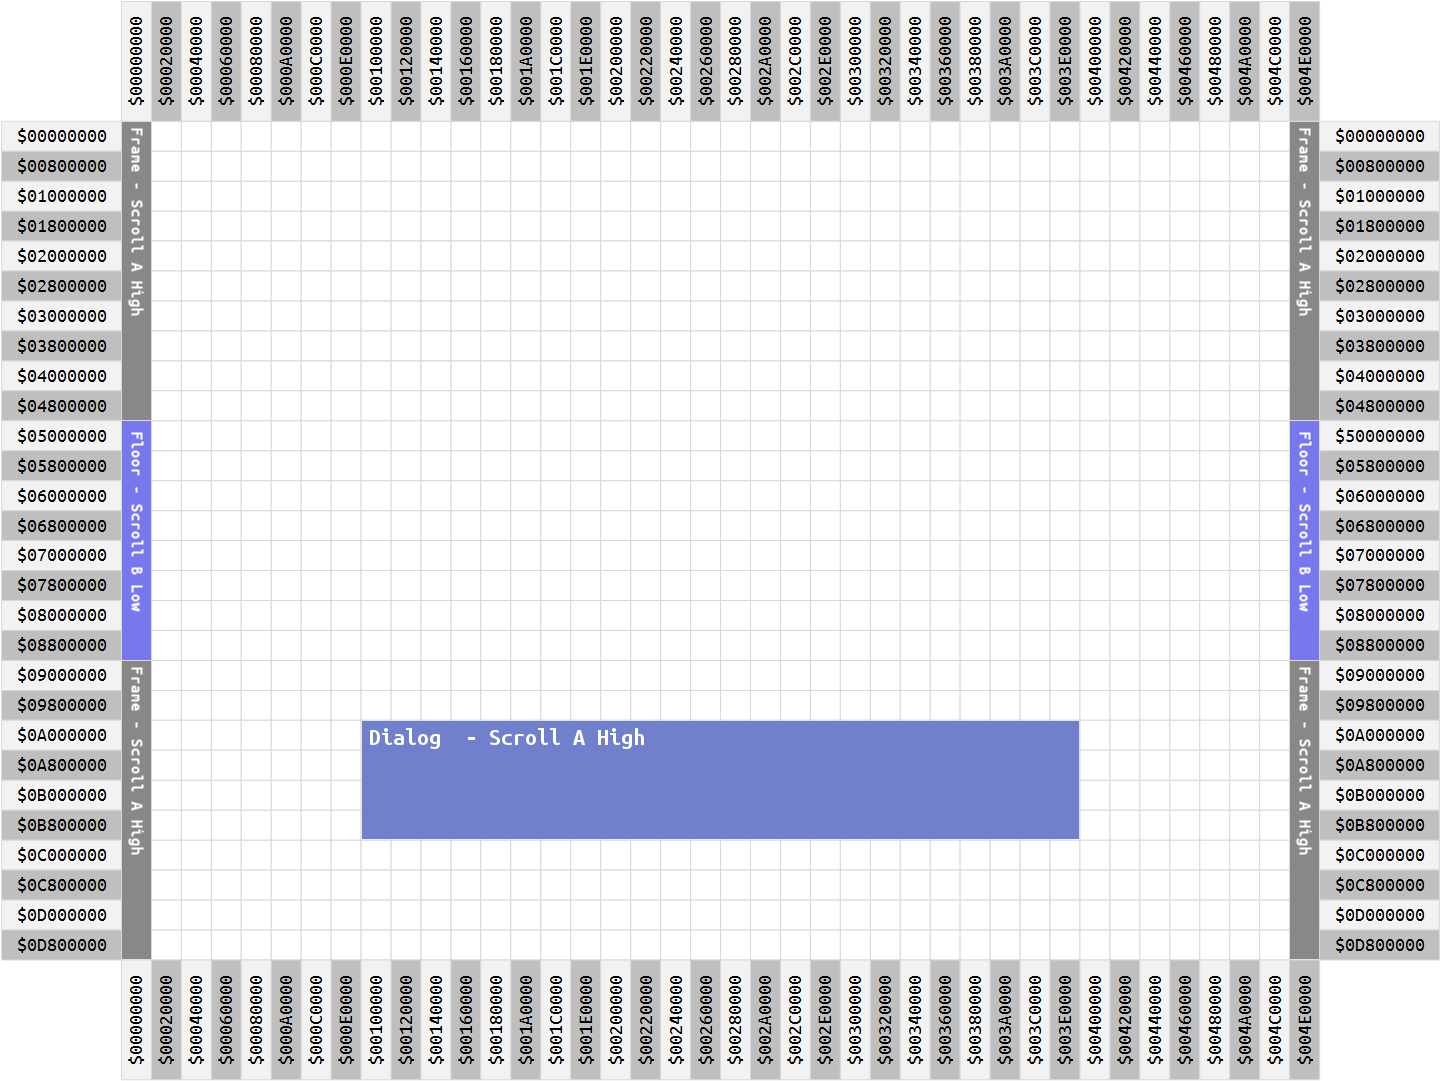 $00000000 $00020000 $00040000 $00060000 $00080000 $000A0000 $000C0000 $000E0000 $00100000 $00120000 $00140000 $00160000 $00180000 $001A0000 $001C0000 $001E0000 $00200000 $00220000 $00240000 $00260000 $00280000 $002A0000 $002C0000 $002E0000 $00300000 $00320000 $00340000 $00360000 $00380000 $003A0000 $003C0000 $003E0000 $00400000 $00420000 $00440000 $00460000 $00480000 $004A0000 $004C0000 $004E0000
$00000000 Frame - Scroll A High Frame - Scroll A High $00000000
$00800000 $00800000
$01000000 $01000000
$01800000 $01800000
$02000000 $02000000
$02800000 $02800000
$03000000 $03000000
$03800000 $03800000
$04000000 $04000000
$04800000 $04800000
$05000000 Floor - Scroll B Low Floor - Scroll B Low $50000000
$05800000 $05800000
$06000000 $06000000
$06800000 $06800000
$07000000 $07000000
$07800000 $07800000
$08000000 $08000000
$08800000 $08800000
$09000000 Frame - Scroll A High Frame - Scroll A High $09000000
$09800000 $09800000
$0A000000 Dialog  - Scroll A High $0A000000
$0A800000 $0A800000
$0B000000 $0B000000
$0B800000 $0B800000
$0C000000 $0C000000
$0C800000 $0C800000
$0D000000 $0D000000
$0D800000 $0D800000
$00000000 $00020000 $00040000 $00060000 $00080000 $000A0000 $000C0000 $000E0000 $00100000 $00120000 $00140000 $00160000 $00180000 $001A0000 $001C0000 $001E0000 $00200000 $00220000 $00240000 $00260000 $00280000 $002A0000 $002C0000 $002E0000 $00300000 $00320000 $00340000 $00360000 $00380000 $003A0000 $003C0000 $003E0000 $00400000 $00420000 $00440000 $00460000 $00480000 $004A0000 $004C0000 $004E0000